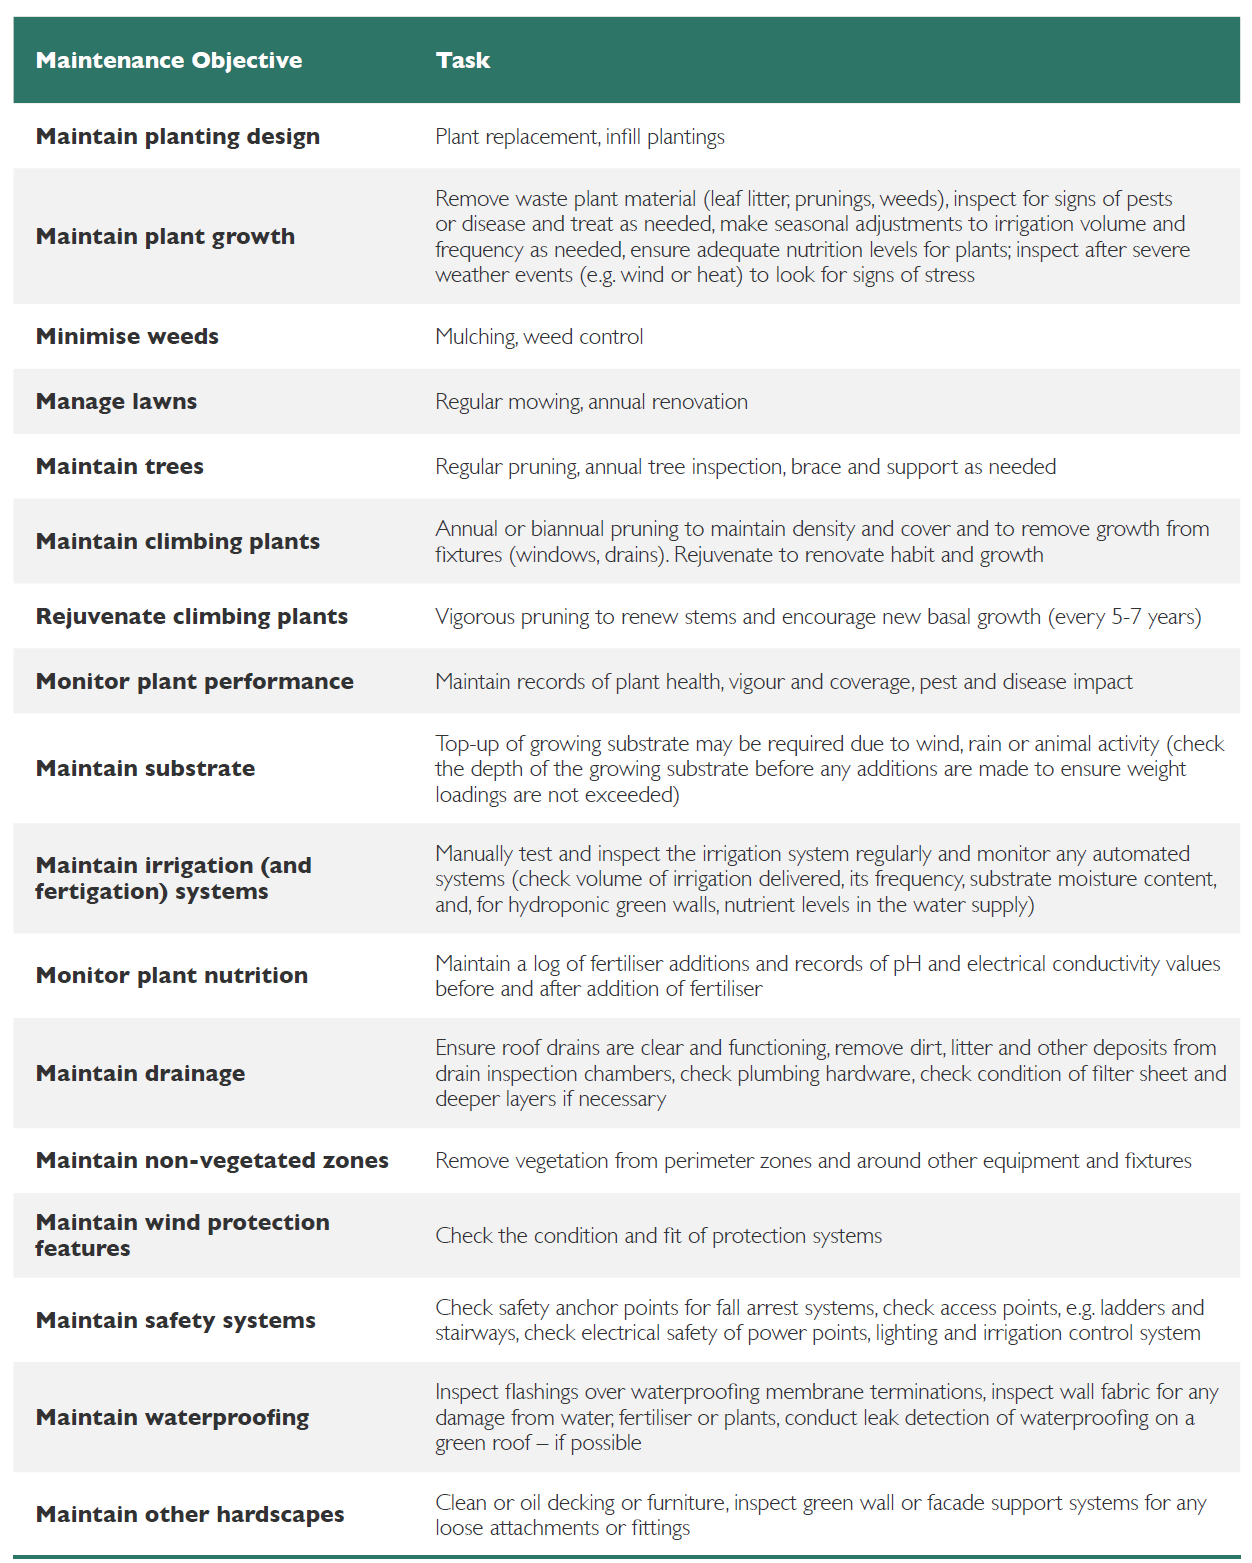 Maintenance Objective Task
Maintain planting design Plant replacement, infill plantings
Maintain plant growth
Remove waste plant material (leaf litter, prunings, weeds), inspect for signs of pests
or disease and treat as needed, make seasonal adjustments to irrigation volume and
frequency as needed, ensure adequate nutrition levels for plants; inspect after severe
weather events (e.g. wind or heat) to look for signs of stress
Minimise weeds Mulching, weed control
Manage lawns Regular mowing, annual renovation
Maintain trees Regular pruning, annual tree inspection, brace and support as needed
Maintain climbing plants
Annual or biannual pruning to maintain density and cover and to remove growth from
fixtures (windows, drains). Rejuvenate to renovate habit and growth
Rejuvenate climbing plants Vigorous pruning to renew stems and encourage new basal growth (every 5-7 years)
Monitor plant performance Maintain records of plant health, vigour and coverage, pest and disease impact
Maintain substrate
Top-up of growing substrate may be required due to wind, rain or animal activity (check
the depth of the growing substrate before any additions are made to ensure weight
loadings are not exceeded)
Maintain irrigation (and
fertigation) systems
Manually test and inspect the irrigation system regularly and monitor any automated
systems (check volume of irrigation delivered, its frequency, substrate moisture content,
and, for hydroponic green walls, nutrient levels in the water supply)
Monitor plant nutrition
Maintain a log of fertiliser additions and records of pH and electrical conductivity values
before and after addition of fertiliser
Maintain drainage
Ensure roof drains are clear and functioning, remove dirt, litter and other deposits from
drain inspection chambers, check plumbing hardware, check condition of filter sheet and
deeper layers if necessary
Maintain non-vegetated zones Remove vegetation from perimeter zones and around other equipment and fixtures
Maintain wind protection
features
Check the condition and fit of protection systems
Maintain safety systems
Check safety anchor points for fall arrest systems, check access points, e.g. ladders and
stairways, check electrical safety of power points, lighting and irrigation control system
Maintain waterproofing
Inspect flashings over waterproofing membrane terminations, inspect wall fabric for any
damage from water, fertiliser or plants, conduct leak detection of waterproofing on a
green roof – if possible
Maintain other hardscapes
Clean or oil decking or furniture, inspect green wall or facade support systems for any
loose attachments or fittings